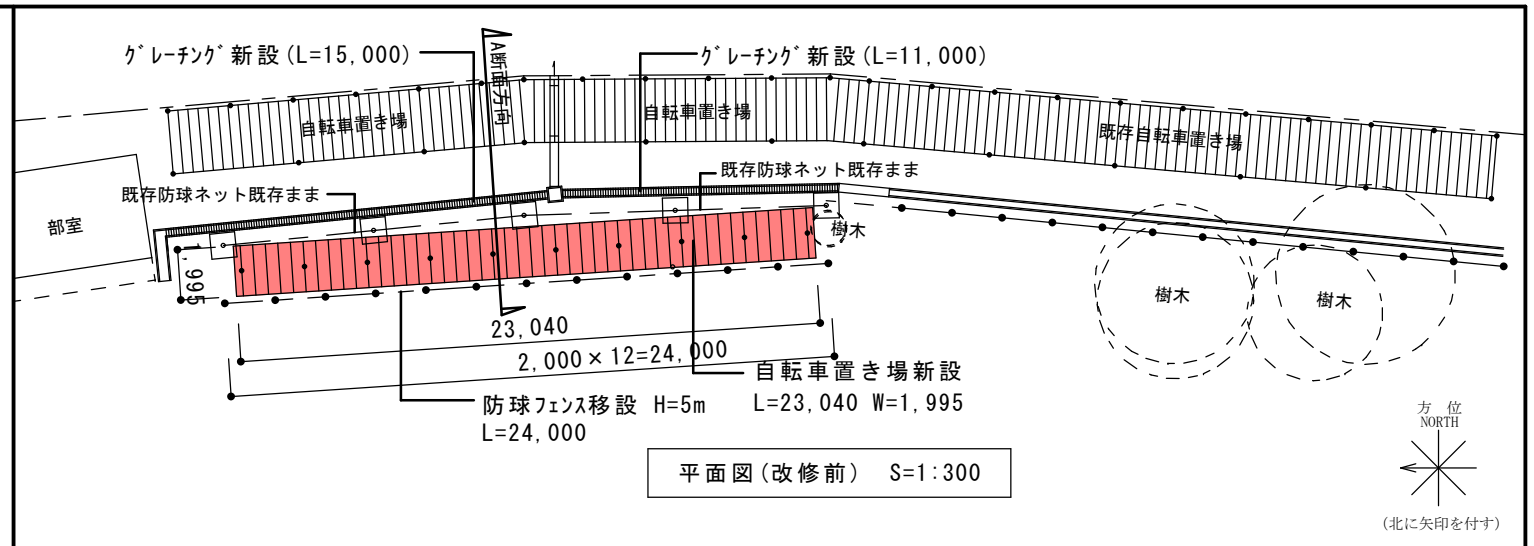 グレーチング新設(L=15,000)
A断面方向
グレーチング新設(L=11,000)
自転車置き場
自転車置き場
既存自転車置き場
既存防球ネット既存まま
既存防球ネット既存まま
部室
樹木
1,995
樹木
樹木
23,040
2,000×12=24,000
自転車置き場新設
L=23,040 W=1,995
防球フェンス移設 H=5m
L=24,000
平面図(改修前) S=1:300
方 位
NORTH
(北に矢印を付す)